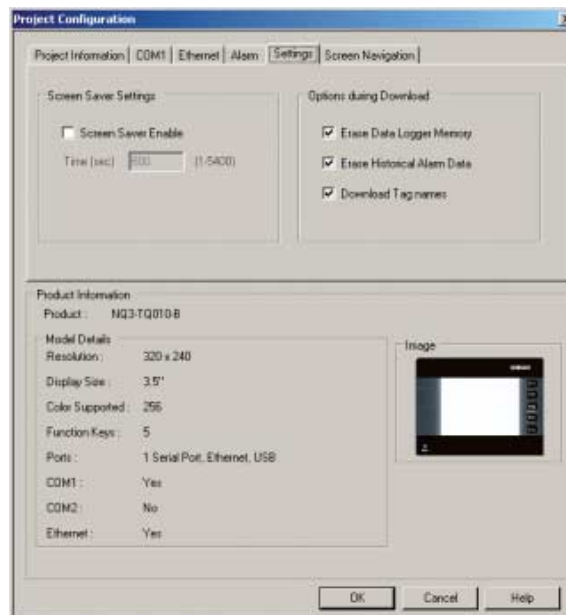 Project Configuration
Project Information COM1 Ethernet Alarm Settings Screen Navigation
Screen Saver Settings
Screen Saver Enable
Time (sec) 600 (1-5400)
Options during Download
Erase Data Logger Memory
Erase Historical Alarm Data
Download Tag names
Product Information
Product : NQ3-TQ010-B
Model Details
Resolution : 320 x 240
Display Size : 3.5"
Color Supported : 256
Function Keys : 5
Ports : 1 Serial Port, Ethernet, USB
COM1 : Yes
COM2 : No
Ethernet : Yes
Image
OK Cancel Help